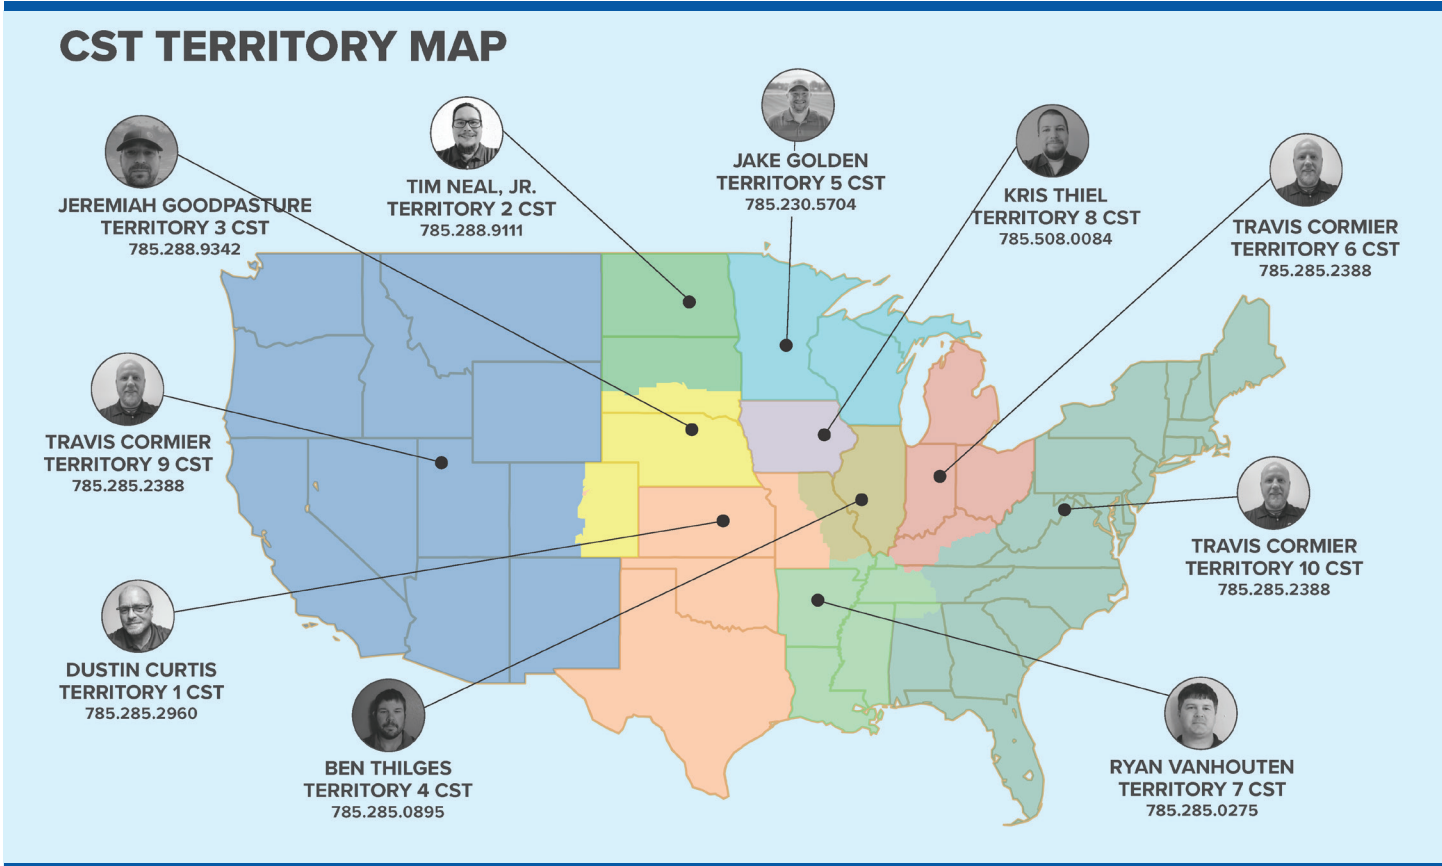 CST TERRITORY MAP
JEREMIAH GOODPASTURE
TERRITORY 3 CST
785.288.9342
TIM NEAL, JR.
TERRITORY 2 CST
785.288.9111
JAKE GOLDEN
TERRITORY 5 CST
785.230.5704
KRIS THIEL
TERRITORY 8 CST
785.508.0084
TRAVIS CORMIER
TERRITORY 6 CST
785.285.2388
TRAVIS CORMIER
TERRITORY 9 CST
785.285.2388
TRAVIS CORMIER
TERRITORY 10 CST
785.285.2388
DUSTIN CURTIS
TERRITORY 1 CST
785.285.2960
BEN THILGES
TERRITORY 4 CST
785.285.0895
RYAN VANHOUTEN
TERRITORY 7 CST
785.285.0275